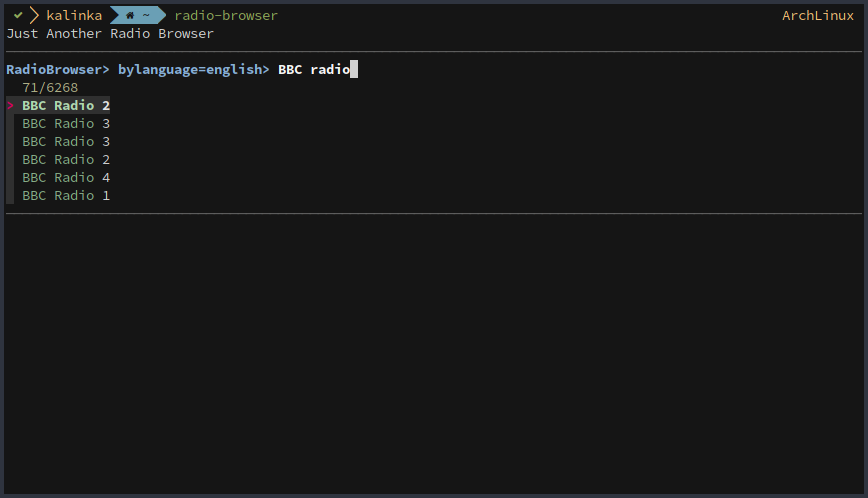 ✔ kalinka ~ radio-browser ArchLinux
Just Another Radio Browser
RadioBrowser> bylanguage=english> BBC radio
71/6268
> BBC Radio 2
BBC Radio 3
BBC Radio 3
BBC Radio 2
BBC Radio 4
BBC Radio 1